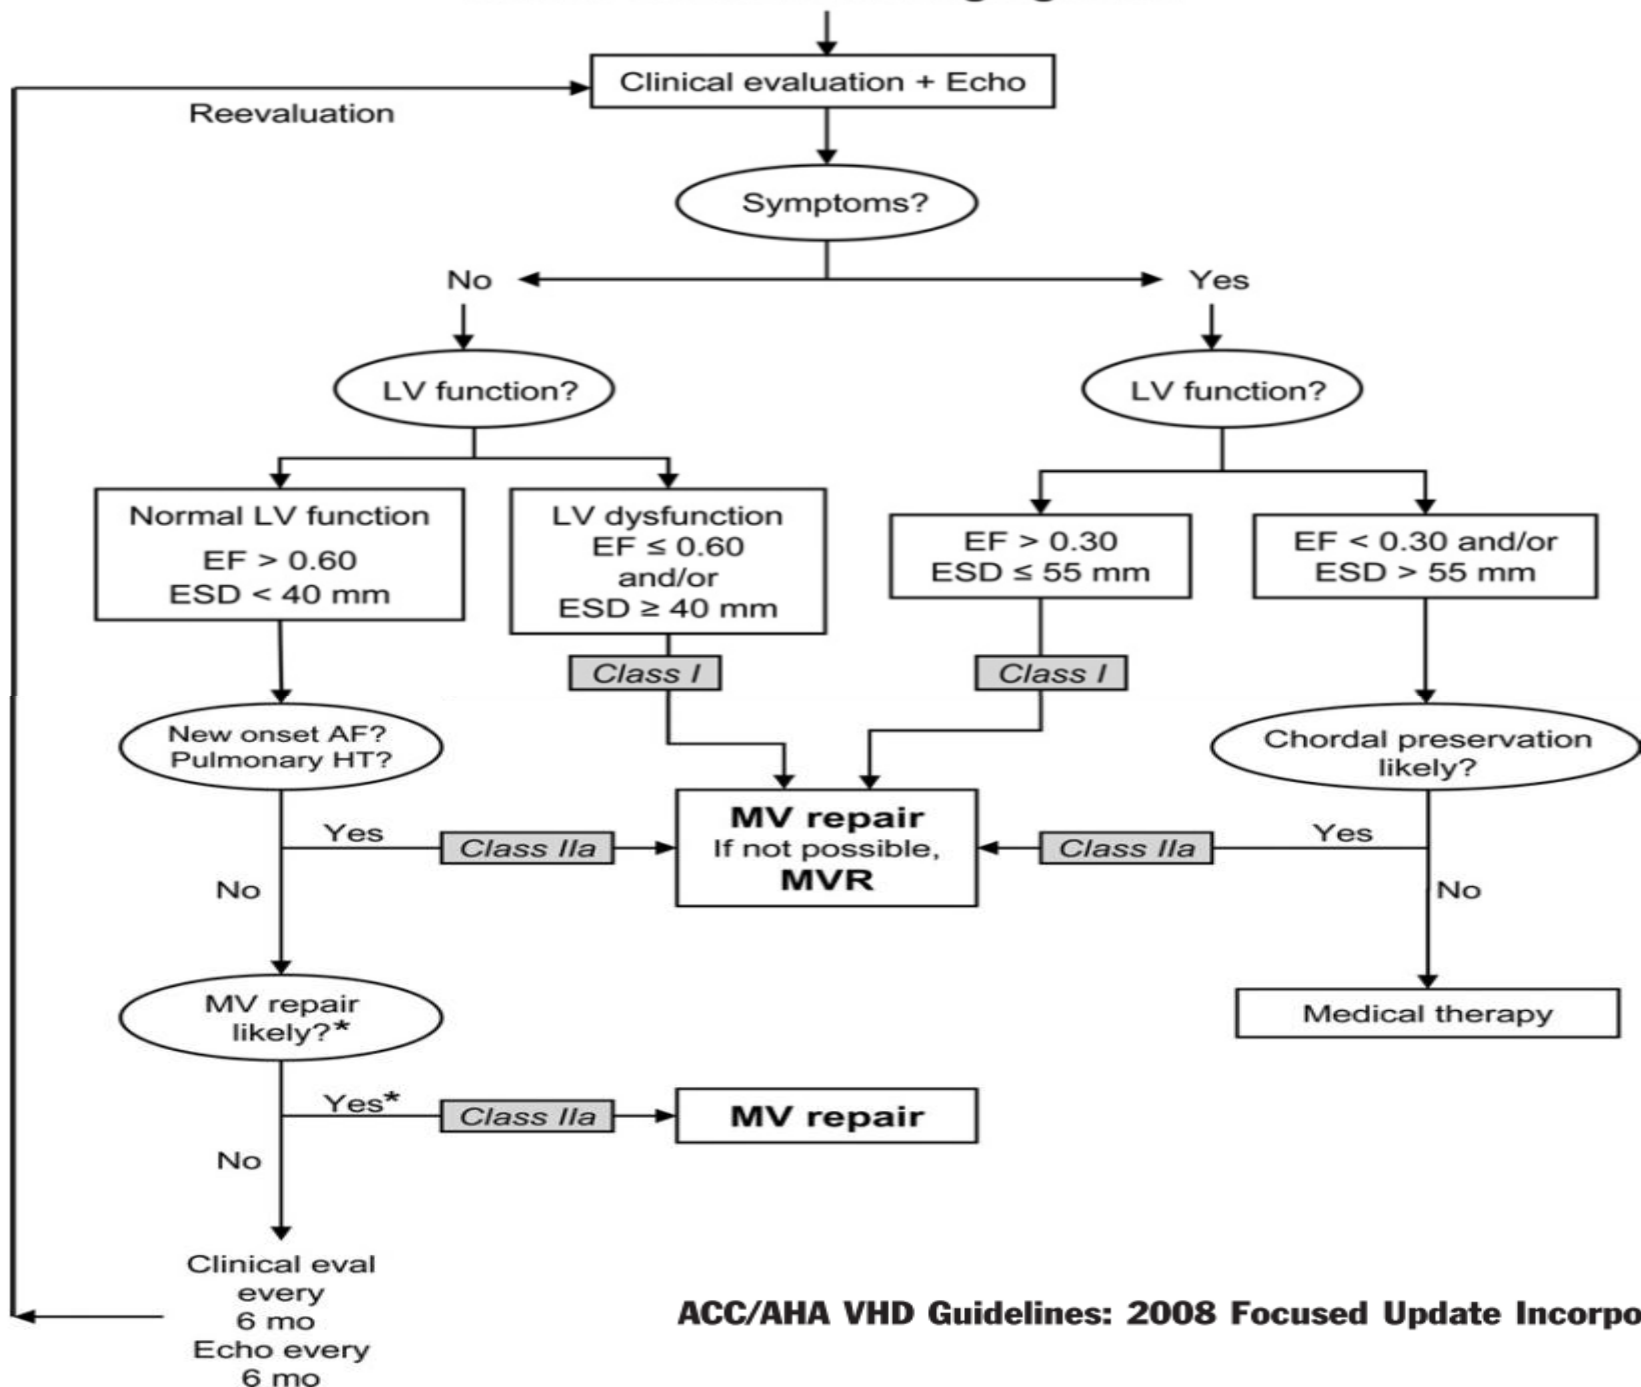 Clinical evaluation + Echo
Reevaluation
Symptoms?
No
Yes
LV function?
LV function?
Normal LV function
EF > 0.60
ESD < 40 mm
LV dysfunction
EF ≤ 0.60
and/or
ESD ≥ 40 mm
EF > 0.30
ESD ≤ 55 mm
EF < 0.30 and/or
ESD > 55 mm
Class I
Class I
New onset AF?
Pulmonary HT?
Chordal preservation
likely?
MV repair
If not possible,
MVR
Yes
Class IIa
Class IIa
Yes
No
No
MV repair
likely?*
Medical therapy
Yes*
Class IIa
MV repair
No
Clinical eval
every
6 mo
Echo every
6 mo
ACC/AHA VHD Guidelines: 2008 Focused Update Incorpo